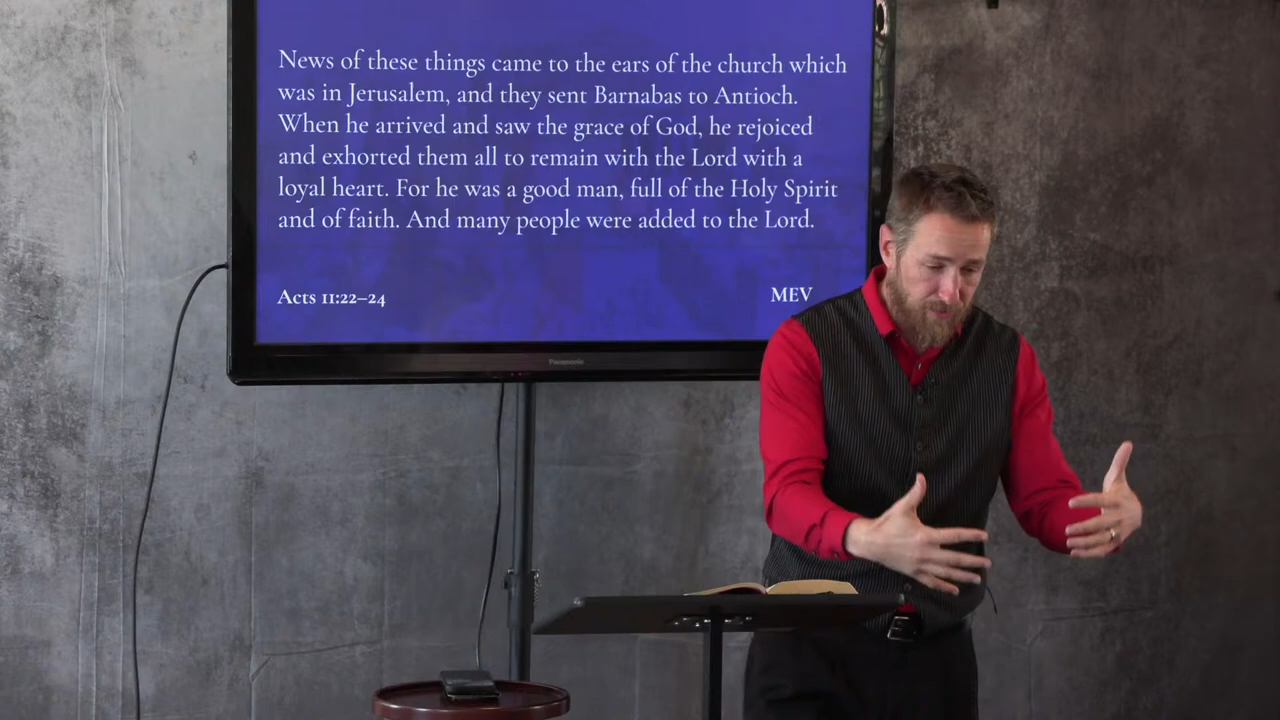 News of these things came to the ears of the church which
was in Jerusalem, and they sent Barnabas to Antioch.
When he arrived and saw the grace of God, he rejoiced
and exhorted them all to remain with the Lord with a
loyal heart. For he was a good man, full of the Holy Spirit
and of faith. And many people were added to the Lord.
Acts 11:22–24
MEV
Panasonic